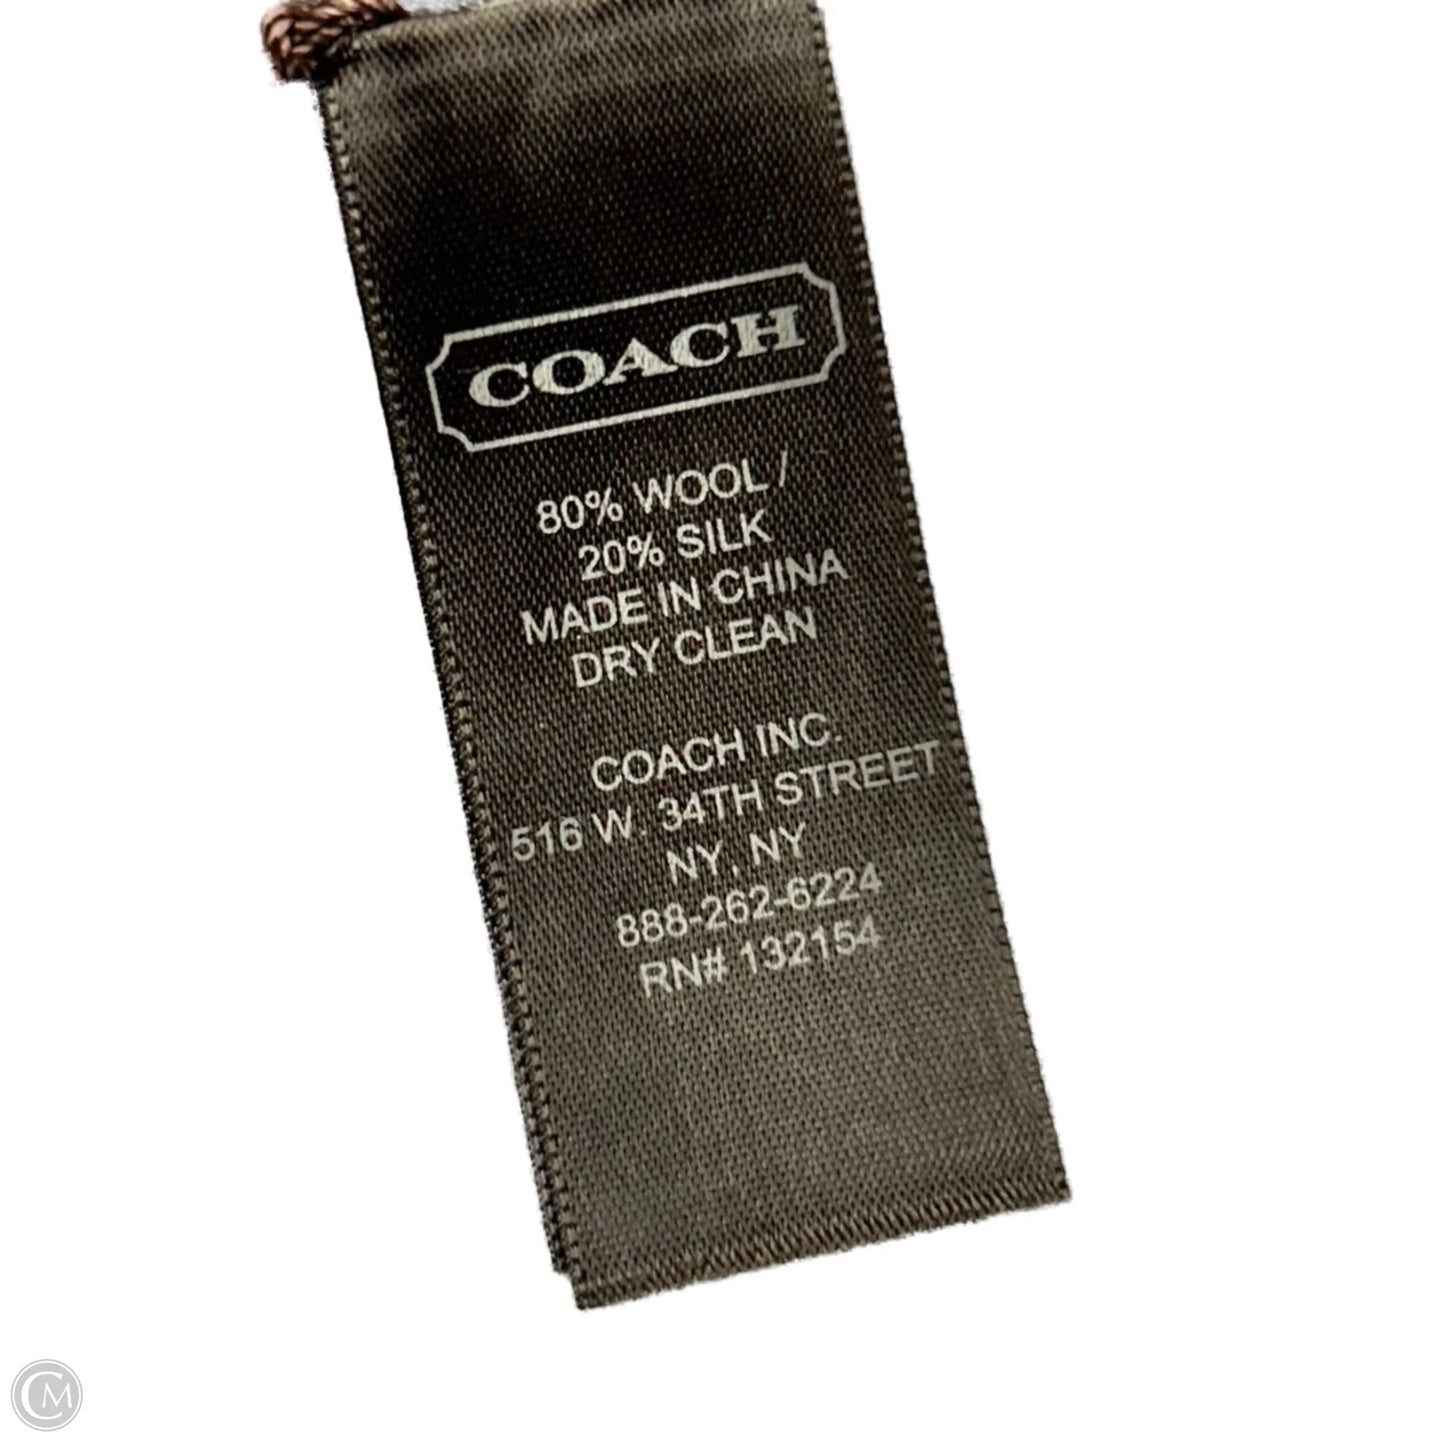 COACH
80% WOOL /
20% SILK
MADE IN CHINA
DRY CLEAN
COACH INC.
516 W. 34TH STREET
NY, NY
888-262-6224
RN# 132154
CM